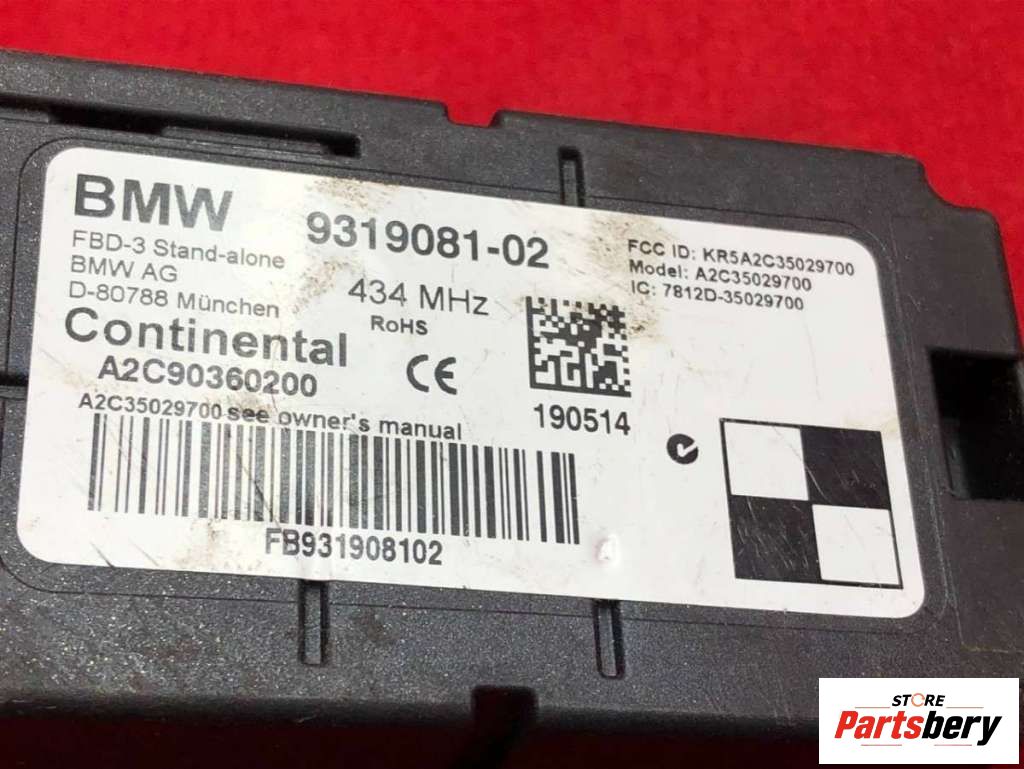 BMW
9319081-02
FBD-3 Stand-alone
BMW AG
D-80788 München
434 MHz
RoHS
FCC ID: KR5A2C35029700
Model: A2C35029700
IC: 7812D-35029700
Continental
A2C90360200
CE
190514
A2C35029700 see owner's manual
FB931908102
STORE
Partsbery